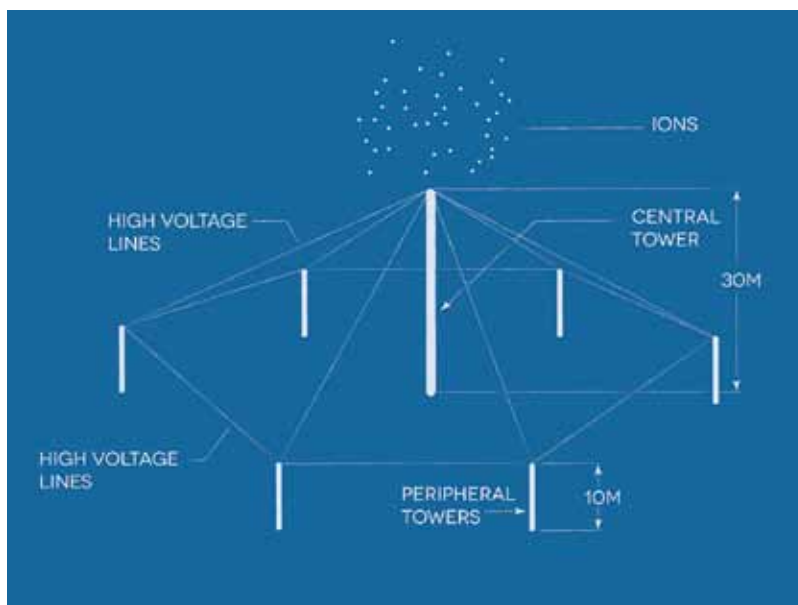 IONS
HIGH VOLTAGE
LINES
CENTRAL
TOWER
30M
HIGH VOLTAGE
LINES
PERIPHERAL
TOWERS
10M